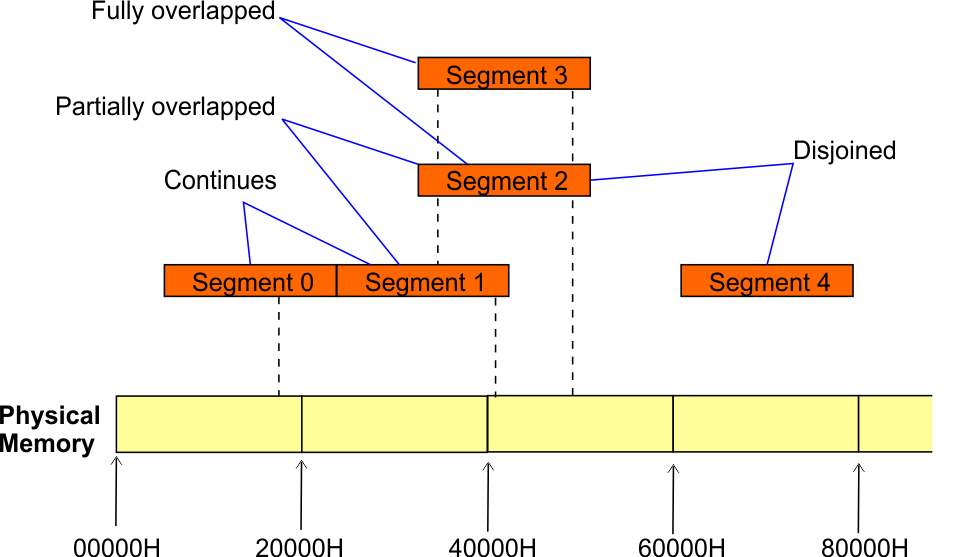 Fully overlapped
Segment 3
Partially overlapped
Disjoined
Continues
Segment 2
Segment 0
Segment 1
Segment 4
Physical
Memory
00000H
20000H
40000H
60000H
80000H